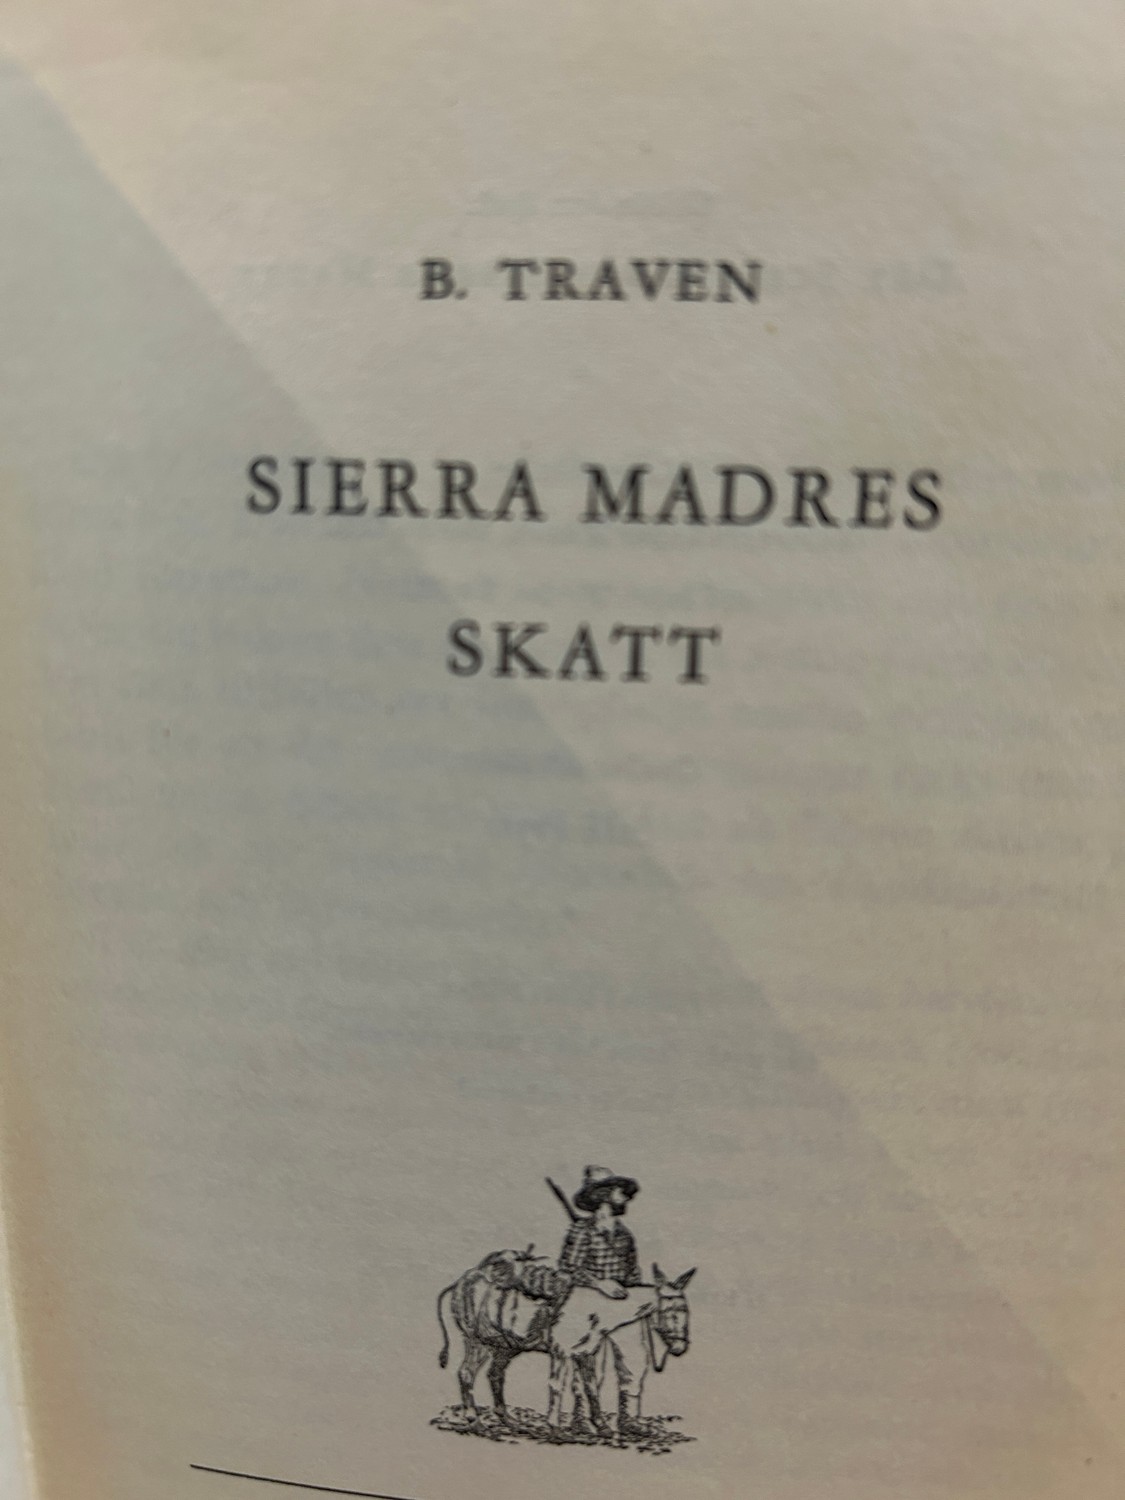 B. TRAVEN
SIERRA MADRES
SKATT